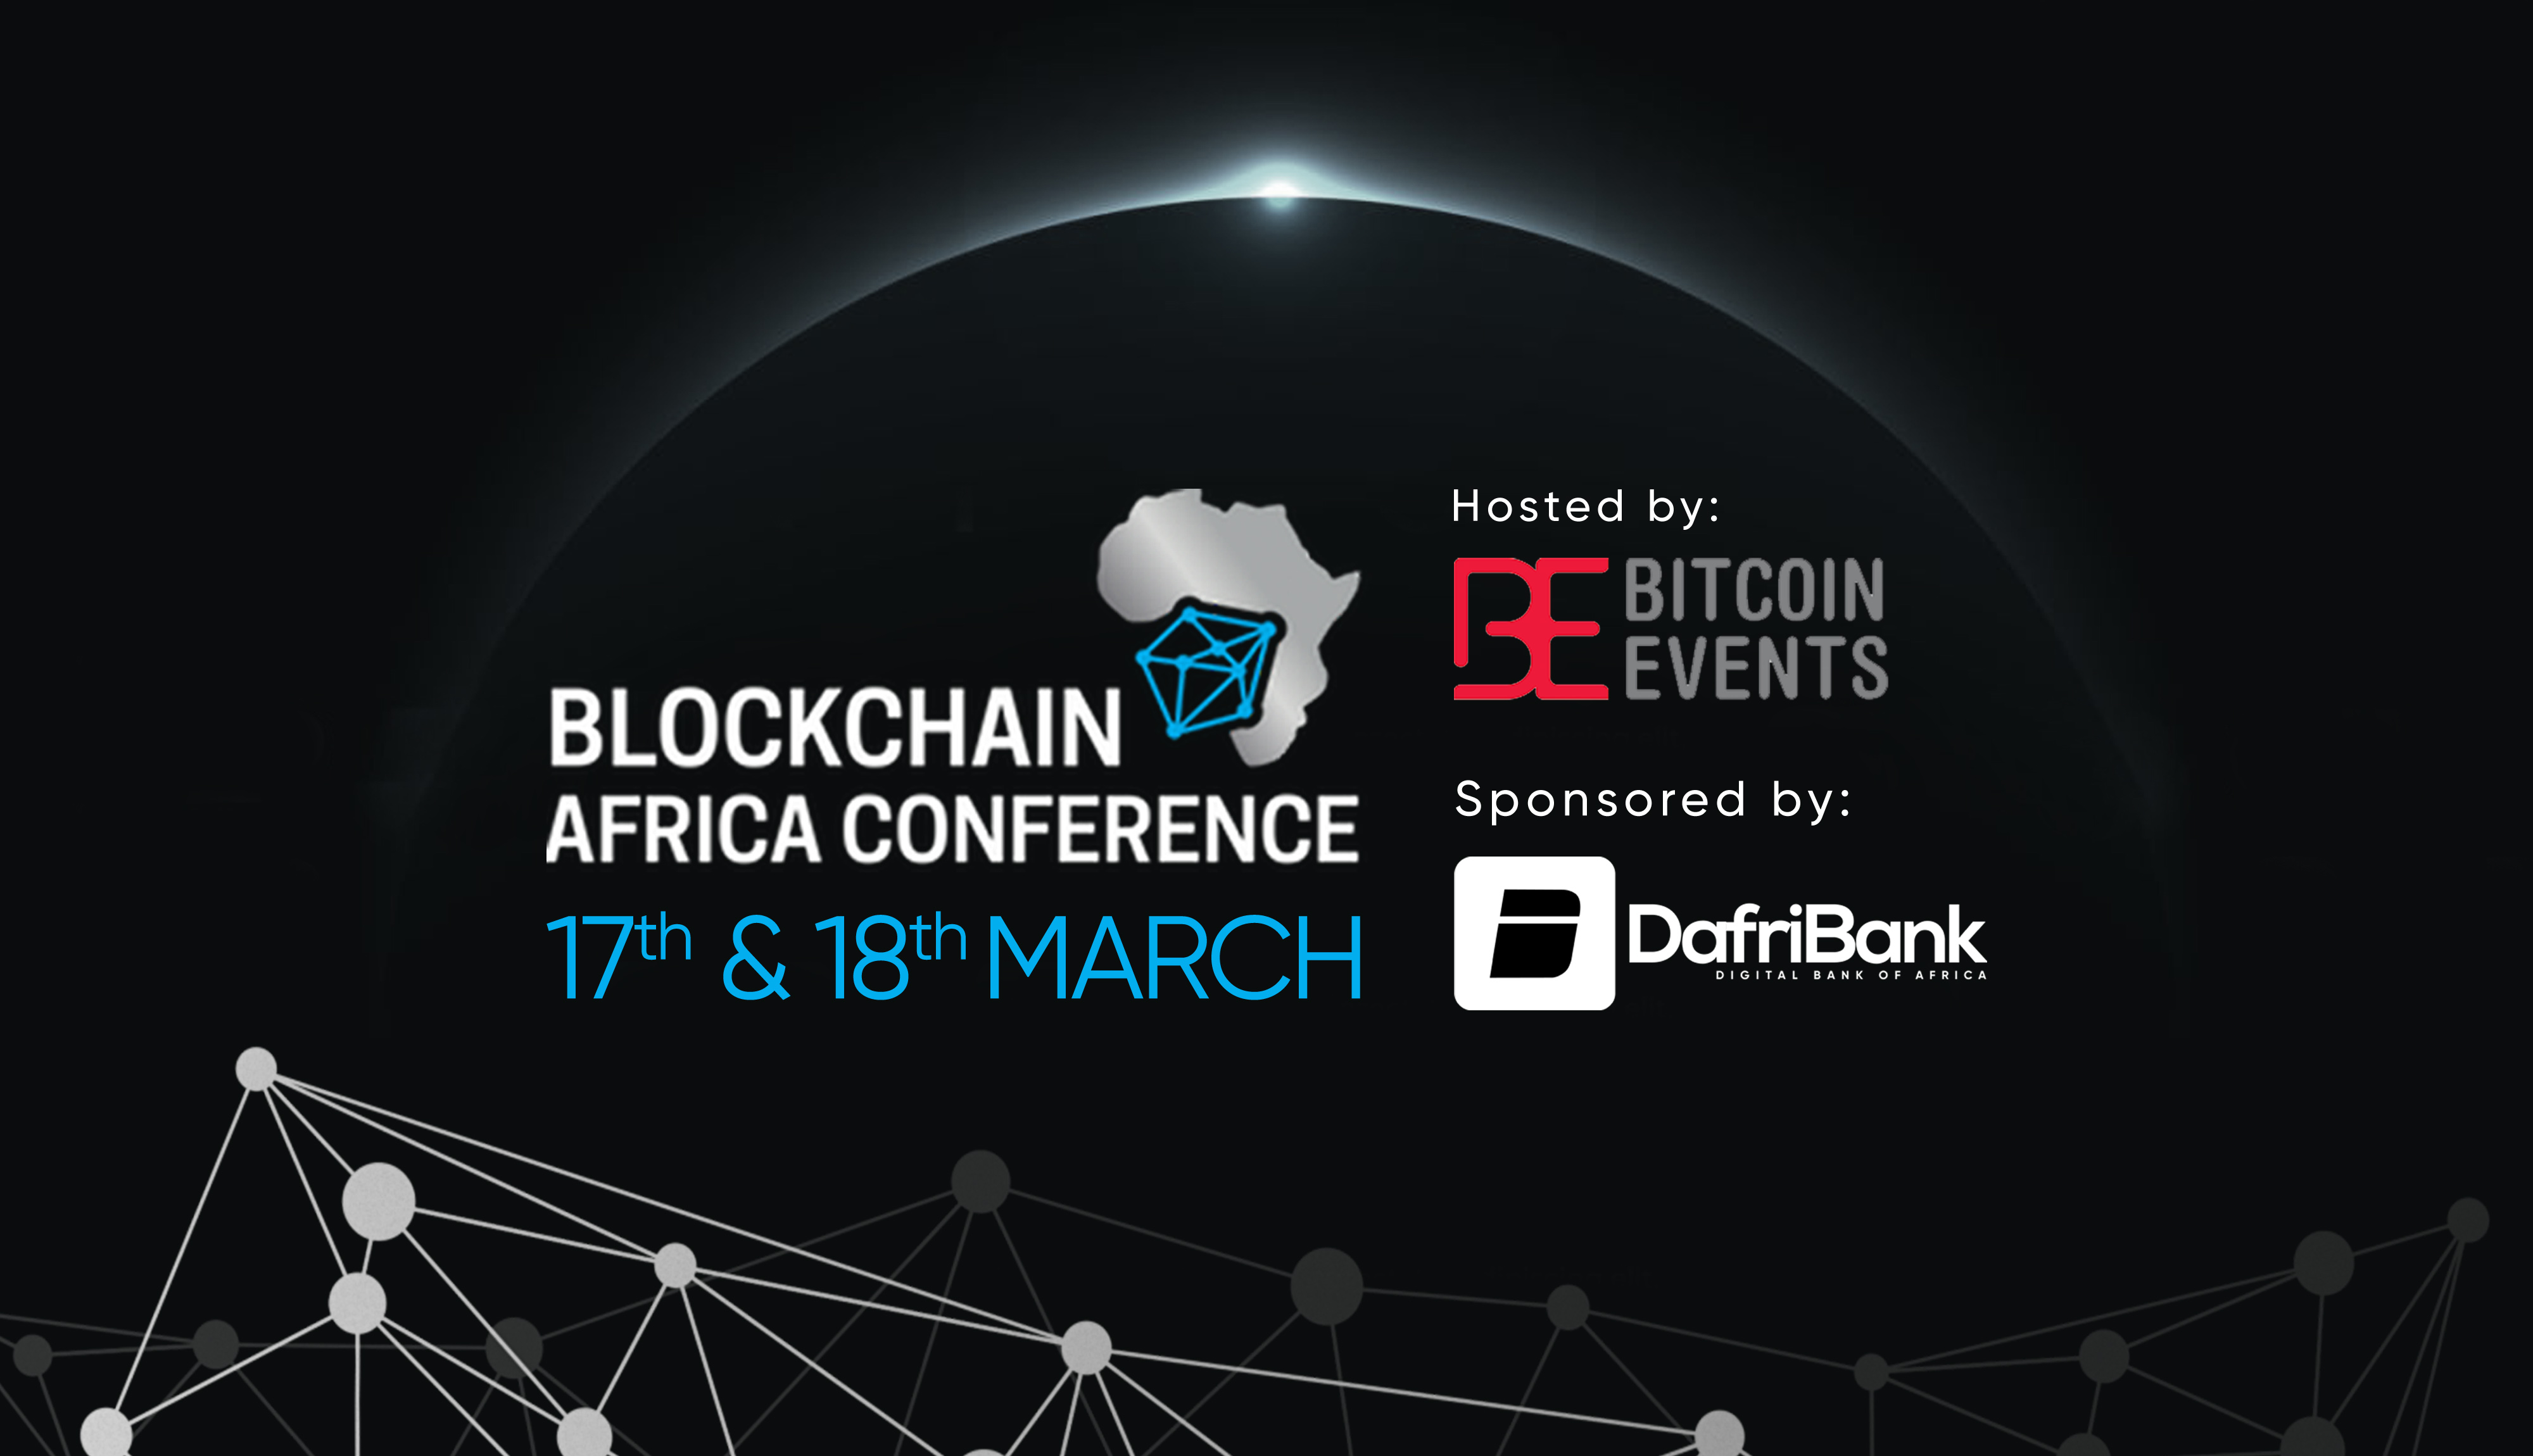 BLOCKCHAIN
AFRICA CONFERENCE
17th & 18th MARCH
Hosted by:
BE BITCOIN
EVENTS
Sponsored by:
DafriBank
DIGITAL BANK OF AFRICA